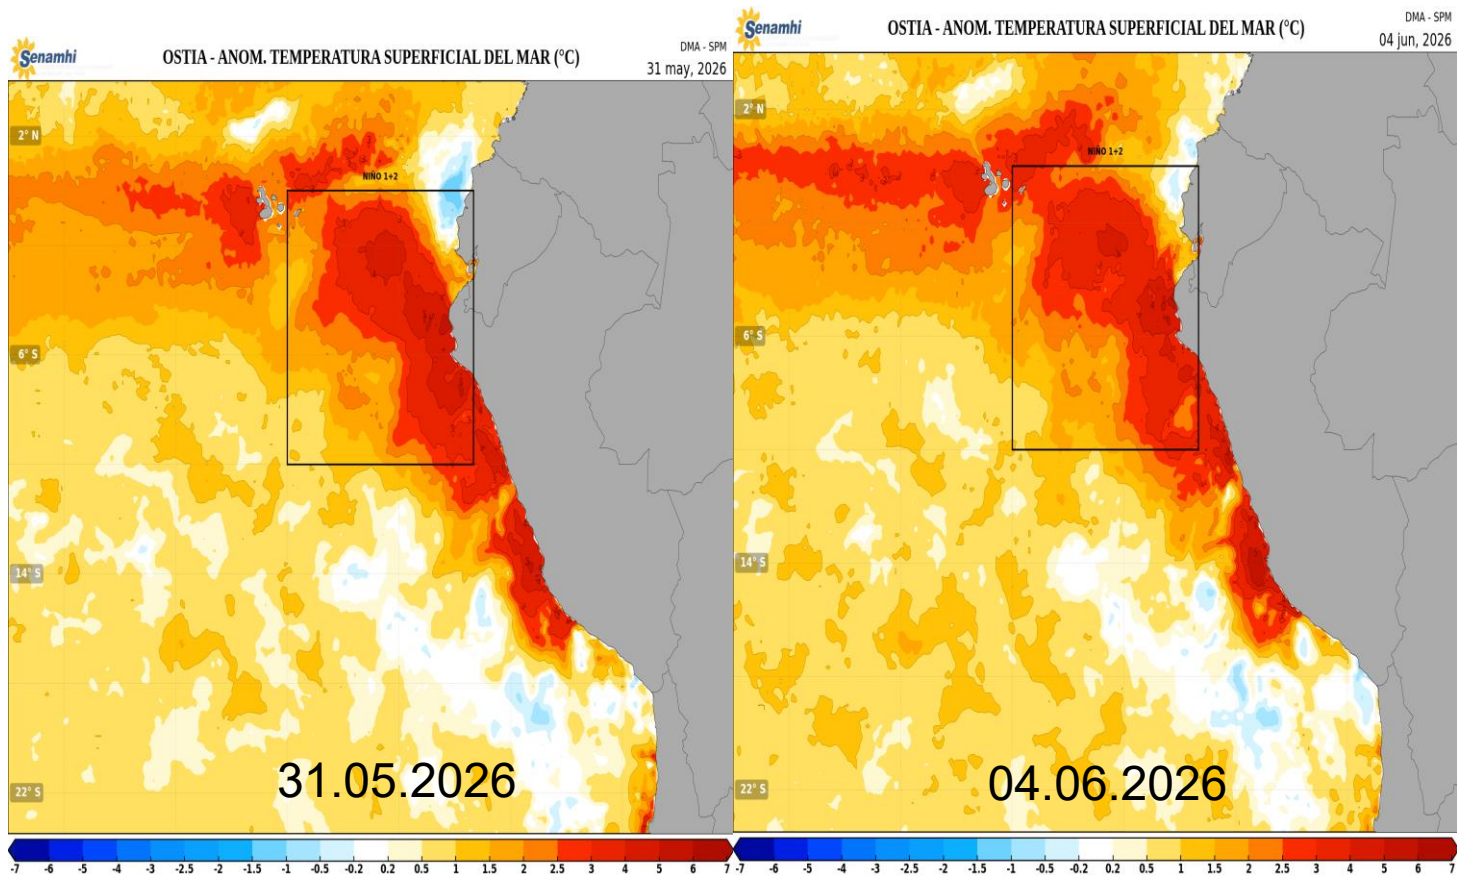 Senamhi
OSTIA - ANOM. TEMPERATURA SUPERFICIAL DEL MAR (°C)
DMA - SPM
31 may, 2026
2° N
NIÑO 1+2
6° S
14° S
22° S
31.05.2026
-7 -6 -5 -4 -3 -2.5 -2 -1.5 -1 -0.5 -0.2 0.2 0.5 1 1.5 2 2.5 3 4 5 6 7
Senamhi
OSTIA - ANOM. TEMPERATURA SUPERFICIAL DEL MAR (°C)
DMA - SPM
04 jun, 2026
2° N
NIÑO 1+2
6° S
14° S
22° S
04.06.2026
-7 -6 -5 -4 -3 -2.5 -2 -1.5 -1 -0.5 -0.2 0.2 0.5 1 1.5 2 2.5 3 4 5 6 7